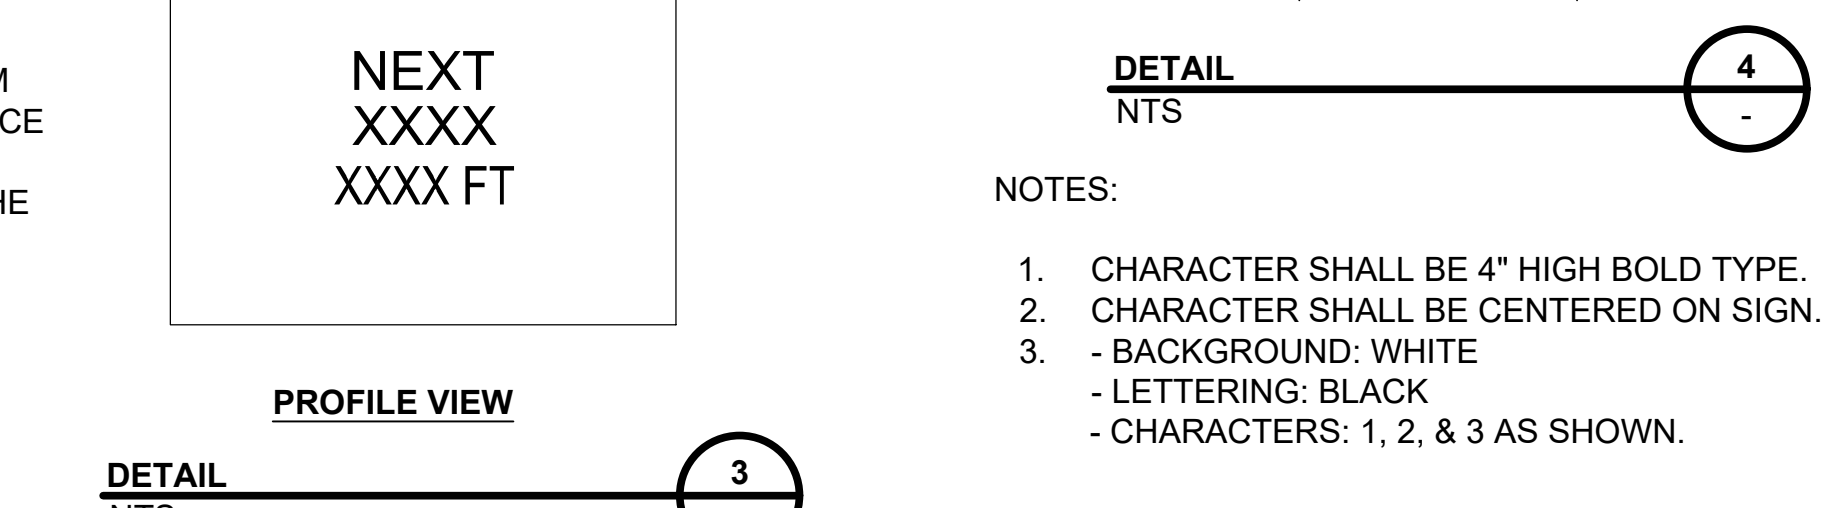 NEXT
XXXX
XXXX FT
PROFILE VIEW
DETAIL
3
NTS
DETAIL
4
NTS
-
NOTES:
1. CHARACTER SHALL BE 4" HIGH BOLD TYPE.
2. CHARACTER SHALL BE CENTERED ON SIGN.
3. - BACKGROUND: WHITE
- LETTERING: BLACK
- CHARACTERS: 1, 2, & 3 AS SHOWN.